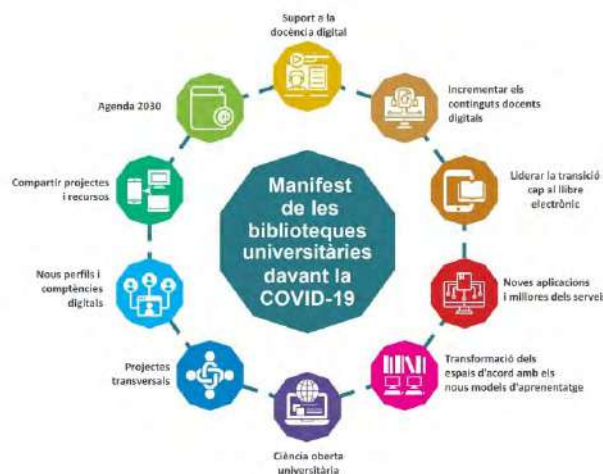 Suport a la
docència digital
Incrementar els
continguts docents
digitals
Liderar la transició
cap al llibre
electrònic
Noves aplicacions
i millores dels servei
Transformació dels
espais d'acord amb els
nous models d'aprenentatge
Ciència oberta
universitària
Projectes
transversals
Nous perfils i
comptències
digitals
Compartir projectes
i recursos
Agenda 2030
Manifest
de les
biblioteques
universitàries
davant la
COVID-19